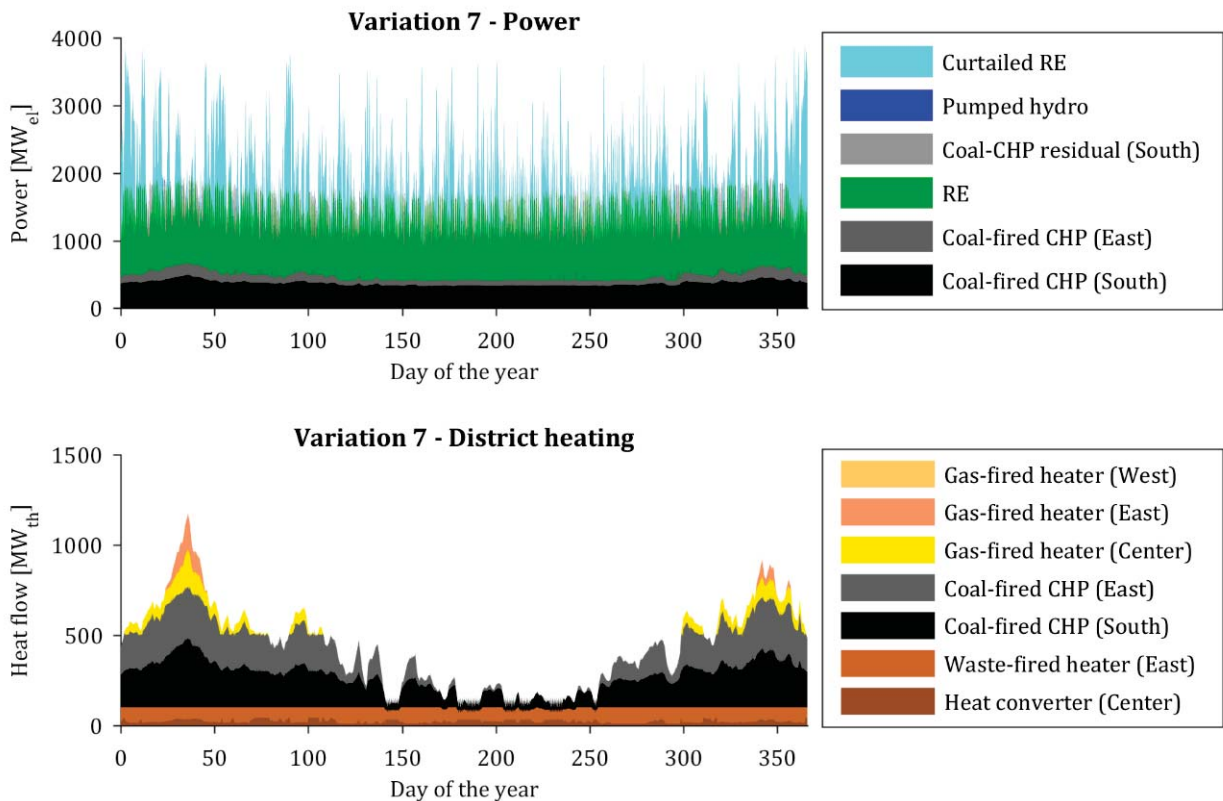 Variation 7 - Power
Power [MW_el]
4000
3000
2000
1000
0
0 50 100 150 200 250 300 350
Day of the year
Curtailed RE
Pumped hydro
Coal-CHP residual (South)
RE
Coal-fired CHP (East)
Coal-fired CHP (South)
Variation 7 - District heating
Heat flow [MW_th]
1500
1000
500
0
0 50 100 150 200 250 300 350
Day of the year
Gas-fired heater (West)
Gas-fired heater (East)
Gas-fired heater (Center)
Coal-fired CHP (East)
Coal-fired CHP (South)
Waste-fired heater (East)
Heat converter (Center)